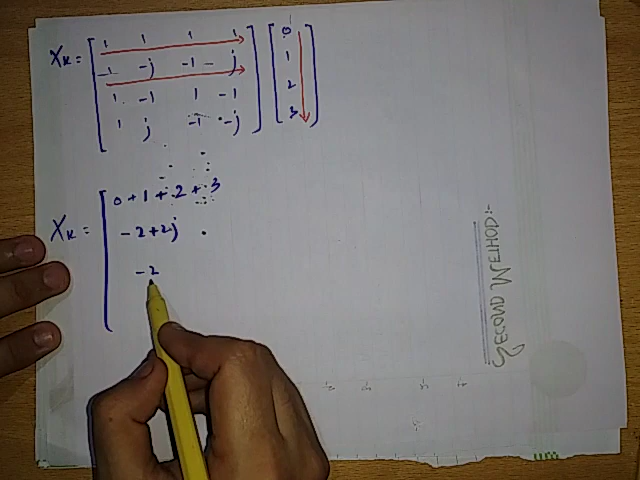 Xk = [ 1 1 1 1
1 -j -1 j
1 -1 1 -1
1 j -1 -j ] [ 0
1
2
3 ]
Xk = [ 0 + 1 + 2 + 3
-2+2j
-2
SECOND METHOD:-